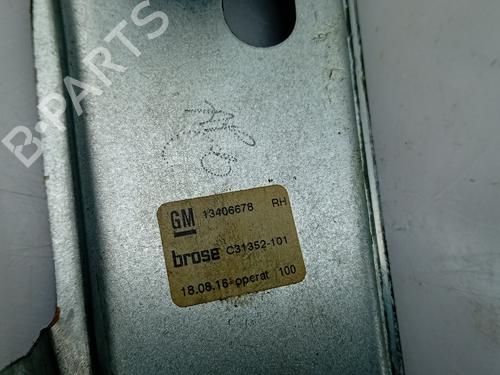 B-PARTS
GM 13406678 RH
brose C31352-101
18.08.16 operat 100